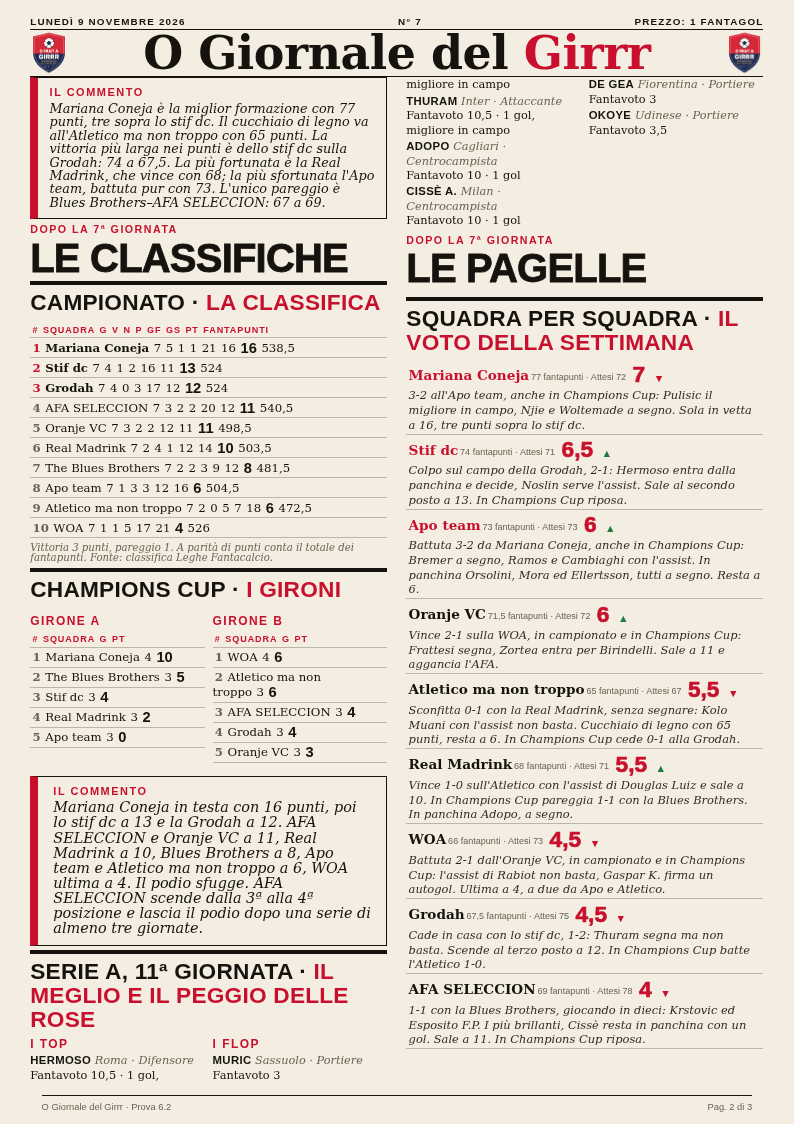 LUNEDÌ 9 NOVEMBRE 2026
N° 7
PREZZO: 1 FANTAGOL
O Giornale del Girrr
IL COMMENTO
Mariana Coneja è la miglior formazione con 77
punti, tre sopra lo stif dc. Il cucchiaio di legno va
all'Atletico ma non troppo con 65 punti. La
vittoria più larga nei punti è dello stif dc sulla
Grodah: 74 a 67,5. La più fortunata è la Real
Madrink, che vince con 68; la più sfortunata l'Apo
team, battuta pur con 73. L'unico pareggio è
Blues Brothers–AFA SELECTION: 67 a 69.
DOPO LA 7ª GIORNATA
LE CLASSIFICHE
CAMPIONATO · LA CLASSIFICA
# SQUADRA G V N P GF GS PT FANTAPUNTI
1 Mariana Coneja 7 5 1 1 21 16 16 538,5
2 Stif dc 7 4 1 2 16 11 13 524
3 Grodah 7 4 0 3 17 12 12 524
4 AFA SELECTION 7 3 2 2 20 12 11 540,5
5 Oranje VC 7 3 2 2 12 11 11 498,5
6 Real Madrink 7 2 4 1 12 14 10 503,5
7 The Blues Brothers 7 2 2 3 9 12 8 481,5
8 Apo team 7 1 3 3 12 16 6 504,5
9 Atletico ma non troppo 7 2 0 5 7 18 6 472,5
10 WOA 7 1 1 5 17 21 4 526
Vittoria 3 punti, pareggio 1. A parità di punti conta il totale dei
fantapunti. Fonte: classifica Leghe Fantacalcio.
CHAMPIONS CUP · I GIRONI
GIRONE A
# SQUADRA G PT
1 Mariana Coneja 4 10
2 The Blues Brothers 3 5
3 Stif dc 3 4
4 Real Madrink 3 2
5 Apo team 3 0
GIRONE B
# SQUADRA G PT
1 WOA 4 6
2 Atletico ma non
troppo 3 6
3 AFA SELECTION 3 4
4 Grodah 3 4
5 Oranje VC 3 3
IL COMMENTO
Mariana Coneja in testa con 16 punti, poi
lo stif dc a 13 e la Grodah a 12. AFA
SELECTION e Oranje VC a 11, Real
Madrink a 10, Blues Brothers a 8, Apo
team e Atletico ma non troppo a 6, WOA
ultima a 4. Il podio sfugge. AFA
SELECTION scende dalla 3ª alla 4ª
posizione e lascia il podio dopo una serie di
almeno tre giornate.
SERIE A, 11ª GIORNATA · IL
MEGLIO E IL PEGGIO DELLE
ROSE
I TOP
HERMOSO Roma · Difensore
Fantavoto 10,5 · 1 gol,
I FLOP
MURIC Sassuolo · Portiere
Fantavoto 3
migliore in campo
THURAM Inter · Attaccante
Fantavoto 10,5 · 1 gol,
migliore in campo
ADOPO Cagliari ·
Centrocampista
Fantavoto 10 · 1 gol
CISSÈ A. Milan ·
Centrocampista
Fantavoto 10 · 1 gol
DE GEA Fiorentina · Portiere
Fantavoto 3
OKOYE Udinese · Portiere
Fantavoto 3,5
DOPO LA 7ª GIORNATA
LE PAGELLE
SQUADRA PER SQUADRA · IL
VOTO DELLA SETTIMANA
Mariana Coneja 77 fantapunti · Attesi 72 7 ▼
3-2 all'Apo team, anche in Champions Cup: Pulisic il
migliore in campo, Njie e Woltemade a segno. Sola in vetta
a 16, tre punti sopra lo stif dc.
Stif dc 74 fantapunti · Attesi 71 6,5 ▲
Colpo sul campo della Grodah, 2-1: Hermoso entra dalla
panchina e decide, Noslin serve l'assist. Sale al secondo
posto a 13. In Champions Cup riposa.
Apo team 73 fantapunti · Attesi 73 6 ▲
Battuta 3-2 da Mariana Coneja, anche in Champions Cup:
Bremer a segno, Ramos e Cambiaghi con l'assist. In
panchina Orsolini, Mora ed Ellertsson, tutti a segno. Resta a
6.
Oranje VC 71,5 fantapunti · Attesi 72 6 ▲
Vince 2-1 sulla WOA, in campionato e in Champions Cup:
Frattesi segna, Zortea entra per Birindelli. Sale a 11 e
aggancia l'AFA.
Atletico ma non troppo 65 fantapunti · Attesi 67 5,5 ▼
Sconfitta 0-1 con la Real Madrink, senza segnare: Kolo
Muani con l'assist non basta. Cucchiaio di legno con 65
punti, resta a 6. In Champions Cup cede 0-1 alla Grodah.
Real Madrink 68 fantapunti · Attesi 71 5,5 ▲
Vince 1-0 sull'Atletico con l'assist di Douglas Luiz e sale a
10. In Champions Cup pareggia 1-1 con la Blues Brothers.
In panchina Adopo, a segno.
WOA 66 fantapunti · Attesi 73 4,5 ▼
Battuta 2-1 dall'Oranje VC, in campionato e in Champions
Cup: l'assist di Rabiot non basta, Gaspar K. firma un
autogol. Ultima a 4, a due da Apo e Atletico.
Grodah 67,5 fantapunti · Attesi 75 4,5 ▼
Cade in casa con lo stif dc, 1-2: Thuram segna ma non
basta. Scende al terzo posto a 12. In Champions Cup batte
l'Atletico 1-0.
AFA SELECTION 69 fantapunti · Attesi 78 4 ▼
1-1 con la Blues Brothers, giocando in dieci: Krstovic ed
Esposito F.P. I più brillanti, Cissè resta in panchina con un
gol. Sale a 11. In Champions Cup riposa.
O Giornale del Girrr · Prova 6.2
Pag. 2 di 3